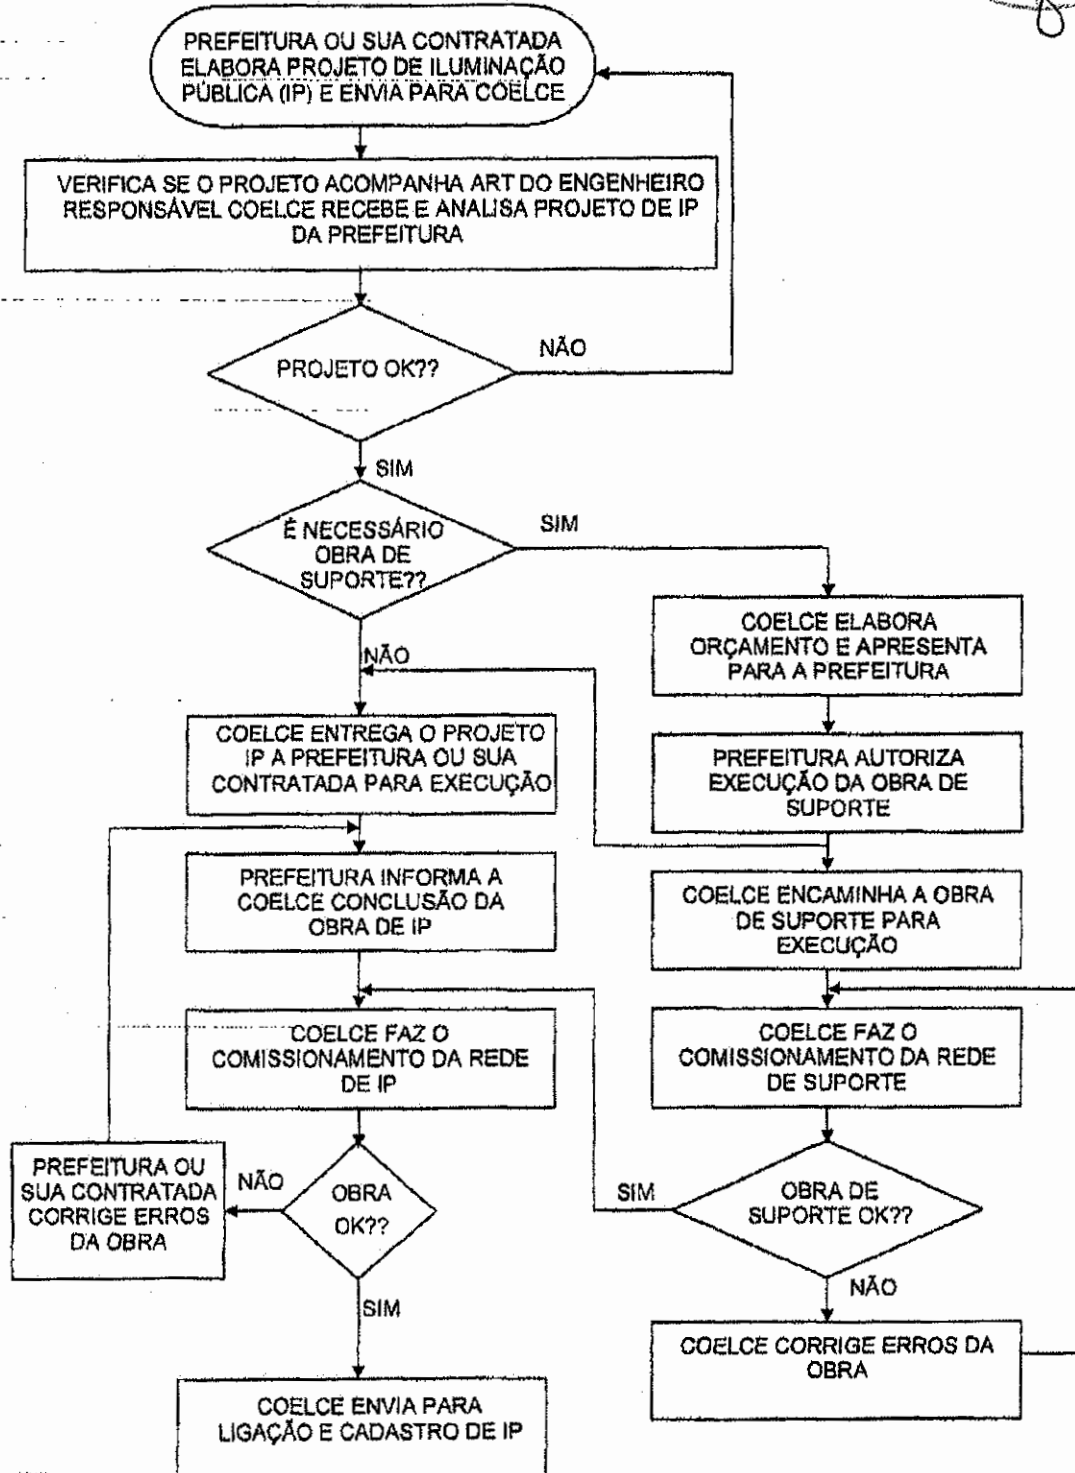 PREFEITURA OU SUA CONTRATADA
ELABORA PROJETO DE ILUMINAÇÃO
PÚBLICA (IP) E ENVIA PARA COELCE
VERIFICA SE O PROJETO ACOMPANHA ART DO ENGENHEIRO
RESPONSÁVEL COELCE RECEBE E ANALISA PROJETO DE IP
DA PREFEITURA
PROJETO OK??
NÃO
SIM
É NECESSÁRIO
OBRA DE
SUPORTE??
SIM
NÃO
COELCE ELABORA
ORÇAMENTO E APRESENTA
PARA A PREFEITURA
COELCE ENTREGA O PROJETO
IP A PREFEITURA OU SUA
CONTRATADA PARA EXECUÇÃO
PREFEITURA AUTORIZA
EXECUÇÃO DA OBRA DE
SUPORTE
PREFEITURA INFORMA A
COELCE CONCLUSÃO DA
OBRA DE IP
COELCE ENCAMINHA A OBRA
DE SUPORTE PARA
EXECUÇÃO
COELCE FAZ O
COMISSIONAMENTO DA REDE
DE IP
COELCE FAZ O
COMISSIONAMENTO DA REDE
DE SUPORTE
PREFEITURA OU
SUA CONTRATADA
CORRIGE ERROS
DA OBRA
NÃO
OBRA
OK??
SIM
SIM
OBRA DE
SUPORTE OK??
NÃO
COELCE CORRIGE ERROS DA
OBRA
COELCE ENVIA PARA
LIGAÇÃO E CADASTRO DE IP